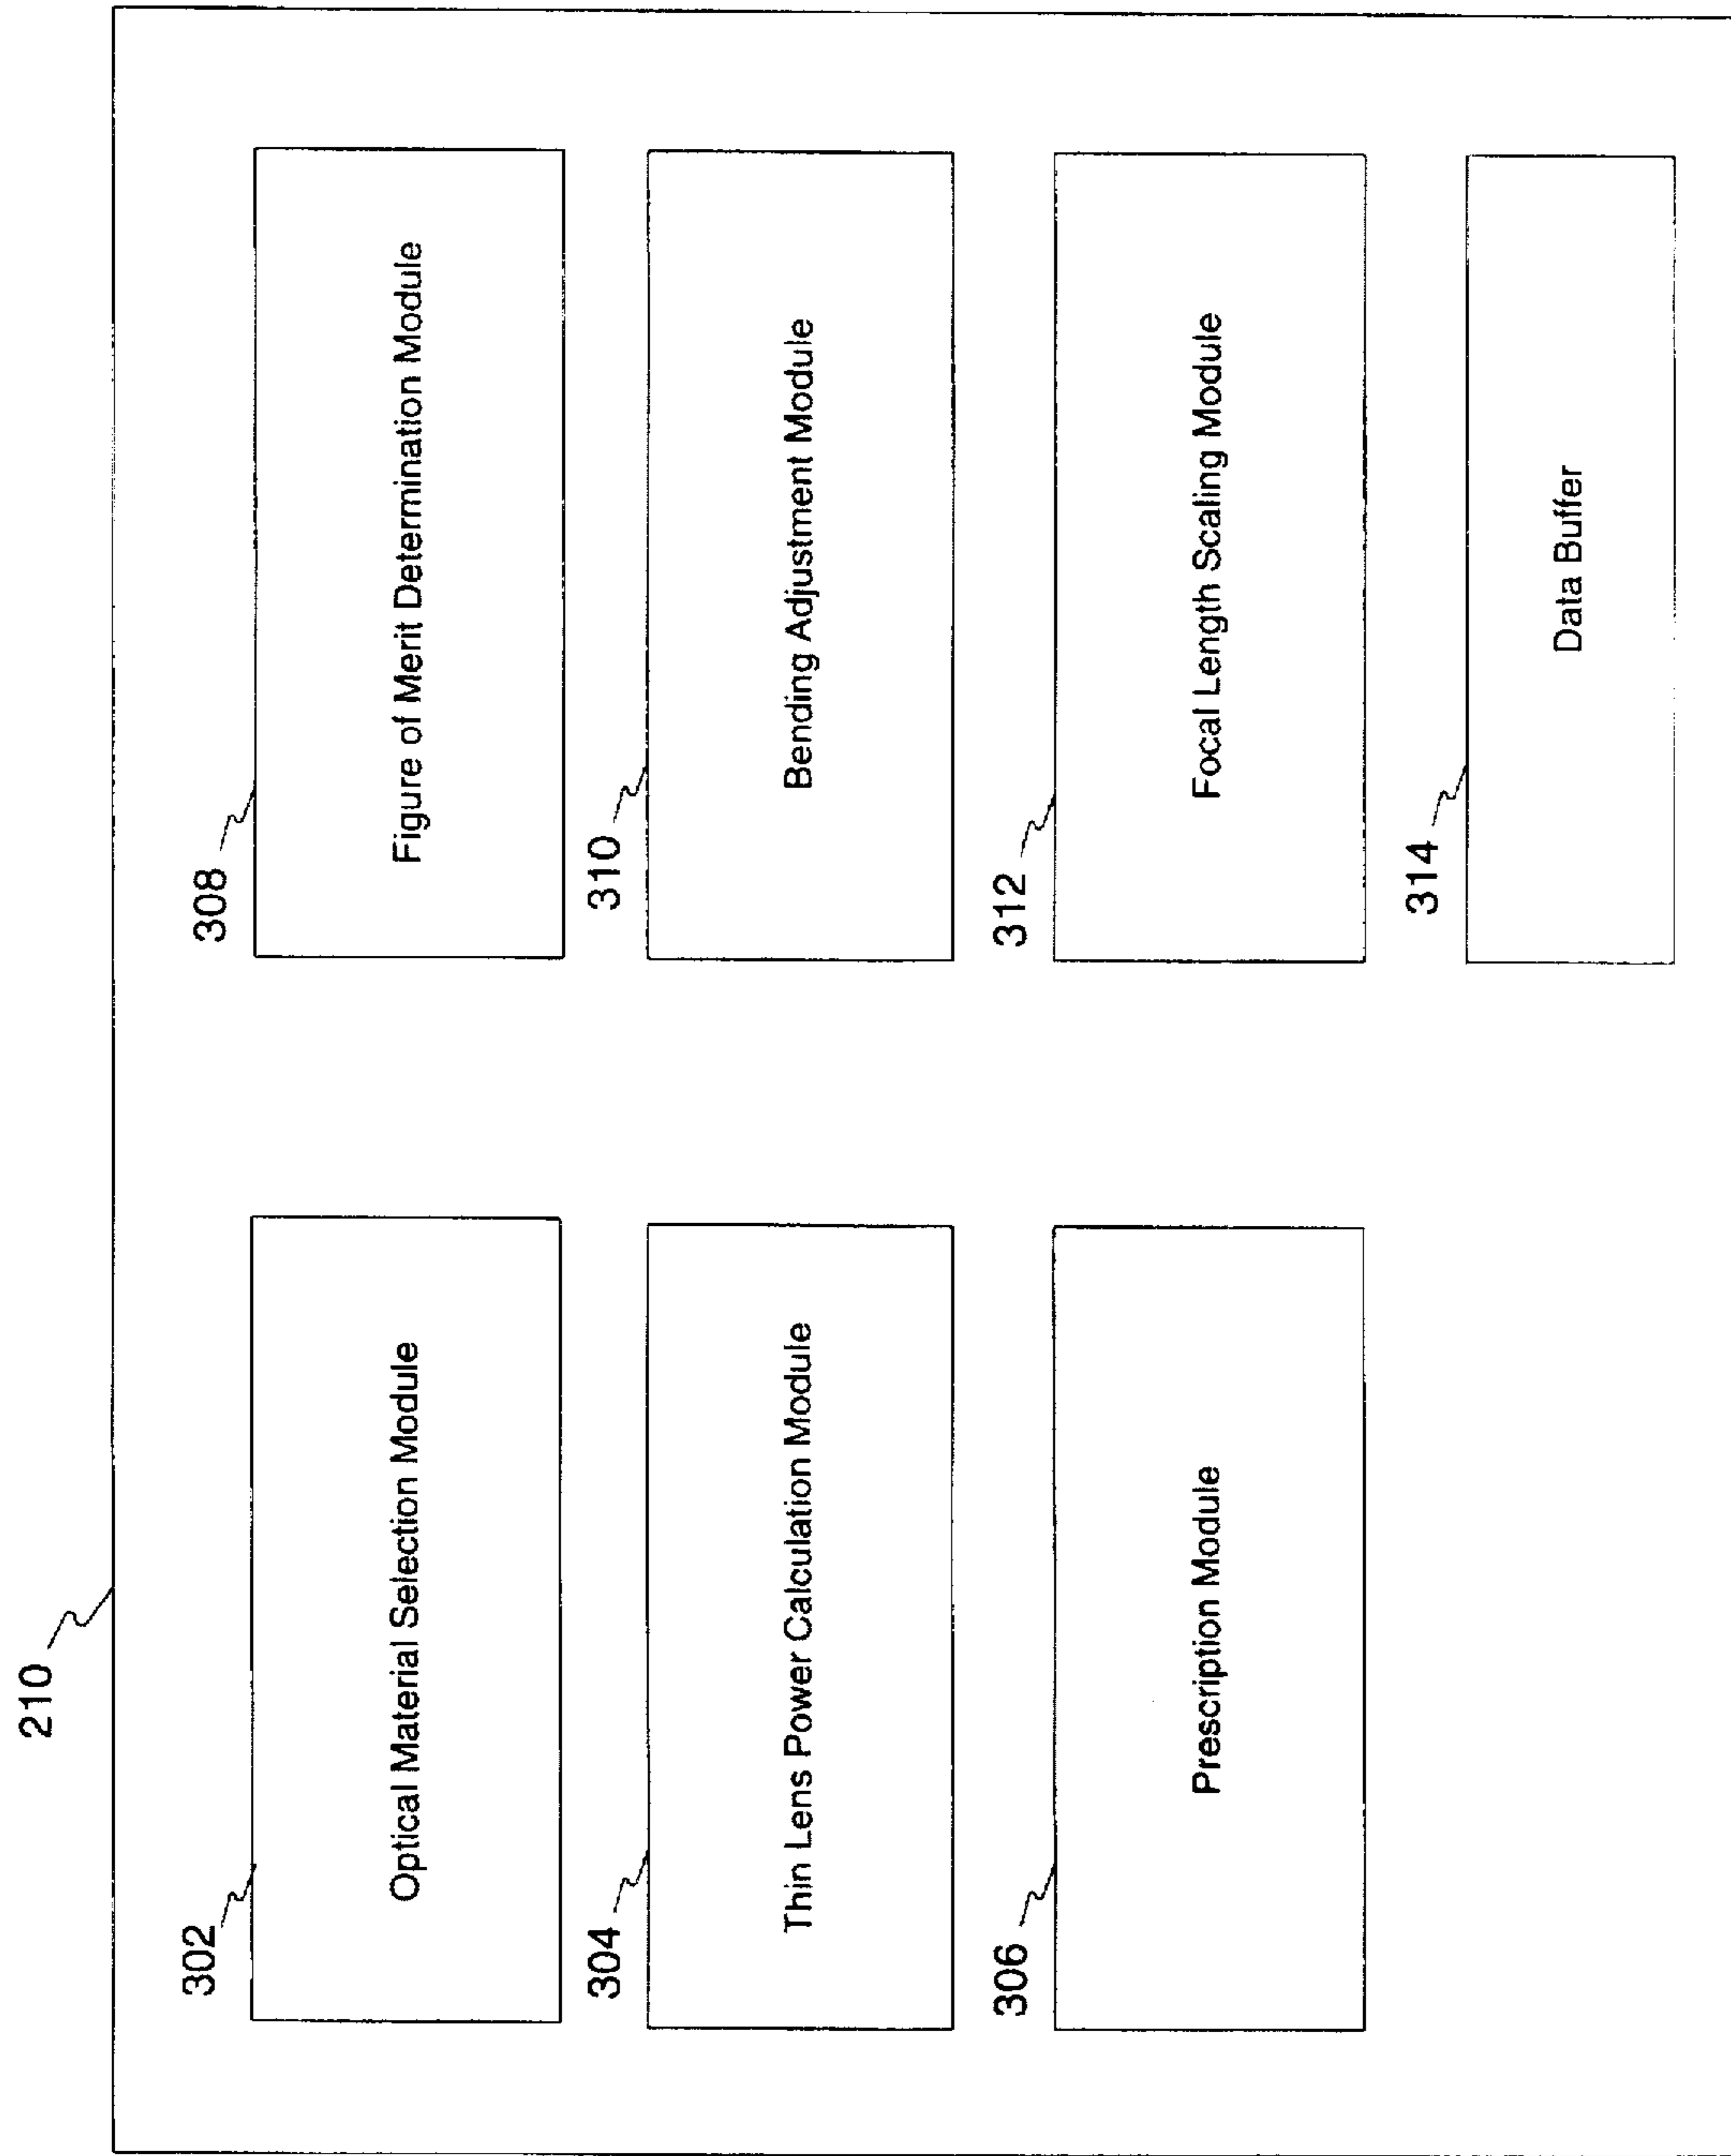 210
302
Optical Material Selection Module
304
Thin Lens Power Calculation Module
306
Prescription Module
308
Figure of Merit Determination Module
310
Bending Adjustment Module
312
Focal Length Scaling Module
314
Data Buffer